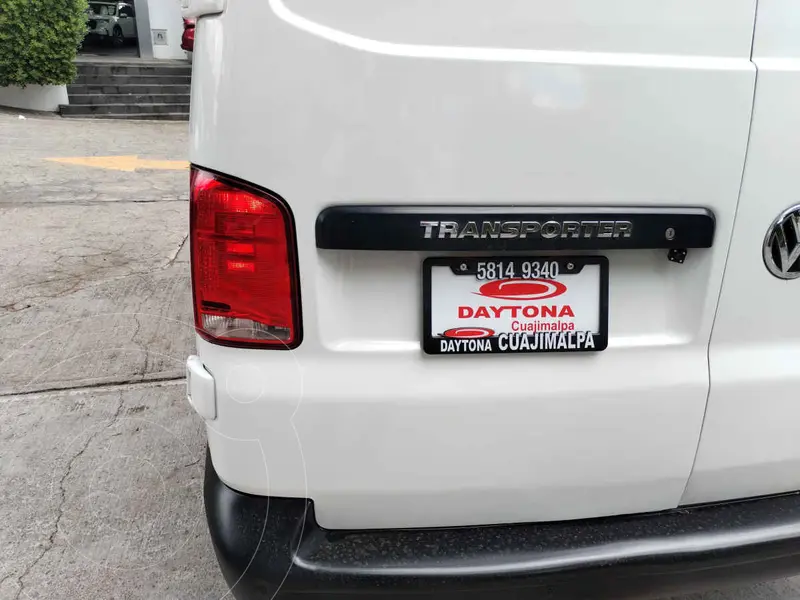 TRANSPORTER
5814 9340
DAYTONA
Cuajimalpa
DAYTONA CUAJIMALPA